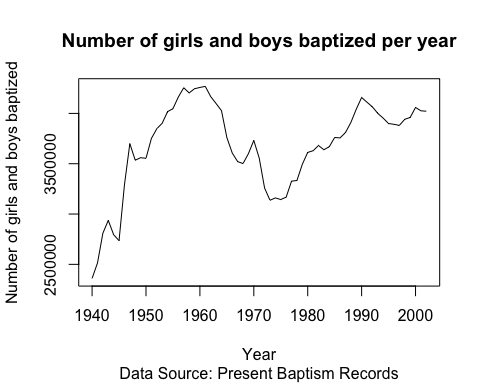 Number of girls and boys baptized per year
Number of girls and boys baptized
3500000
2500000
1940 1950 1960 1970 1980 1990 2000
Year
Data Source: Present Baptism Records